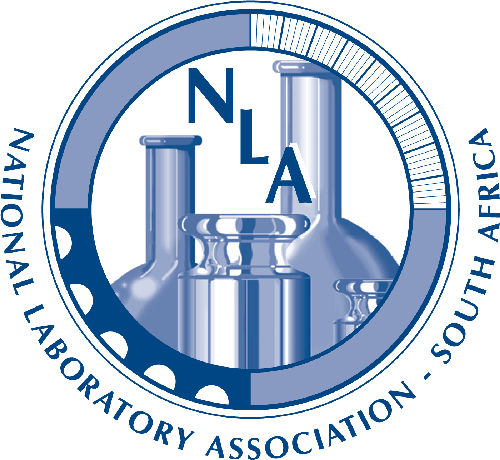 NLA
NATIONAL LABORATORY ASSOCIATION - SOUTH AFRICA